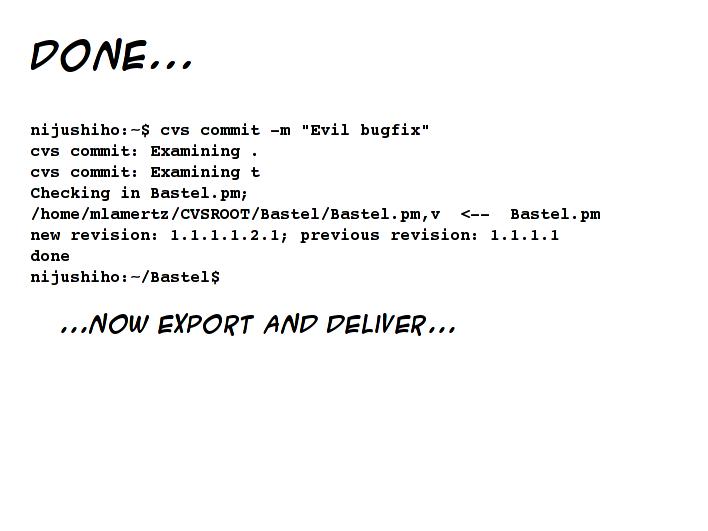 DONE...
nijushiho:~$ cvs commit -m "Evil bugfix"
cvs commit: Examining .
cvs commit: Examining t
Checking in Bastel.pm;
/home/mlamertz/CVSROOT/Bastel/Bastel.pm,v  <--  Bastel.pm
new revision: 1.1.1.1.2.1; previous revision: 1.1.1.1
done
nijushiho:~/Bastel$
...NOW EXPORT AND DELIVER...